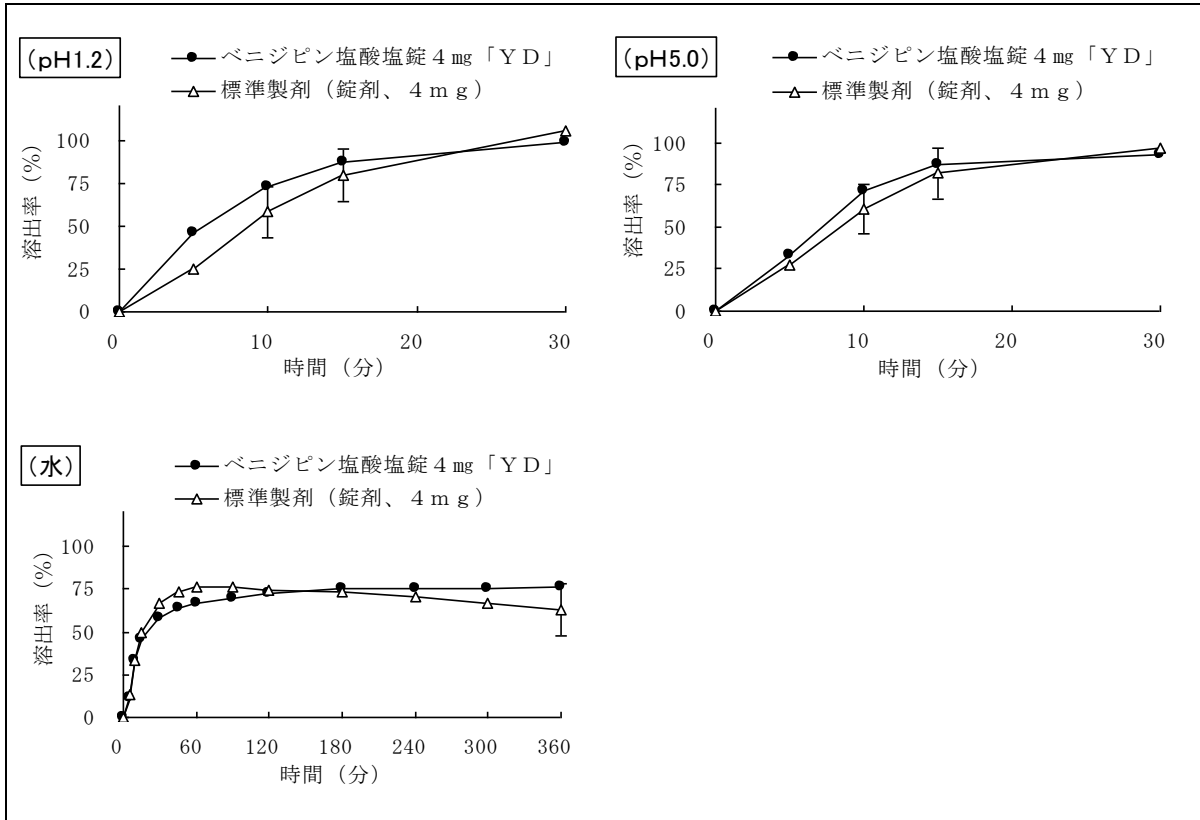 (pH1.2)
ベニジピン塩酸塩錠4㎎「YD」
標準製剤(錠剤、4mg)
溶出率(%)
100
75
50
25
0
0 10 20 30
時間(分)
(pH5.0)
ベニジピン塩酸塩錠4㎎「YD」
標準製剤(錠剤、4mg)
溶出率(%)
100
75
50
25
0
0 10 20 30
時間(分)
(水)
ベニジピン塩酸塩錠4㎎「YD」
標準製剤(錠剤、4mg)
溶出率(%)
100
75
50
25
0
0 60 120 180 240 300 360
時間(分)